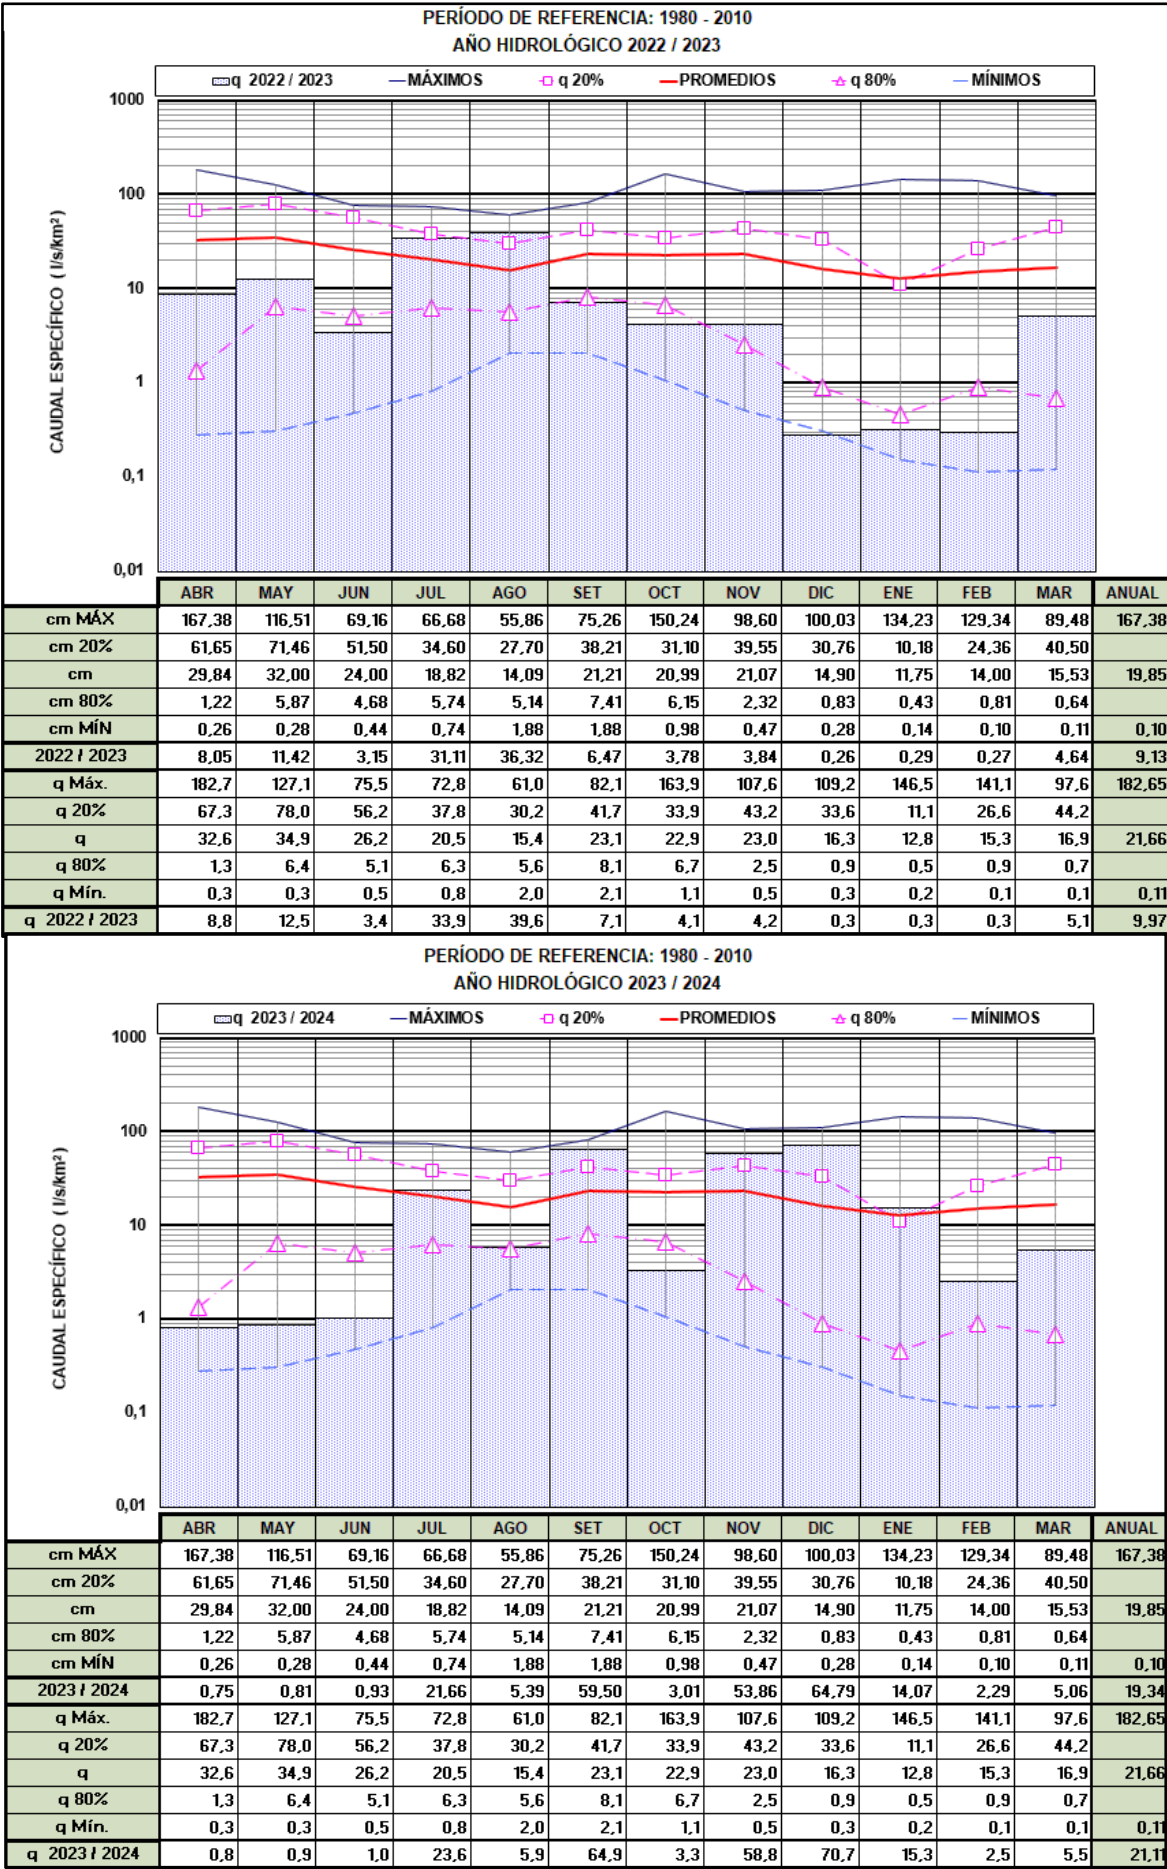 PERÍODO DE REFERENCIA: 1980 - 2010
AÑO HIDROLÓGICO 2022 / 2023
q 2022 / 2023 MÁXIMOS q 20% PROMEDIOS q 80% MÍNIMOS
CAUDAL ESPECÍFICO ( l/s/km²)
1000
100
10
1
0,1
0,01
ABR MAY JUN JUL AGO SET OCT NOV DIC ENE FEB MAR ANUAL
cm MÁX 167,38 116,51 69,16 66,68 55,86 75,26 150,24 98,60 100,03 134,23 129,34 89,48 167,38
cm 20% 61,65 71,46 51,50 34,60 27,70 38,21 31,10 39,55 30,76 10,18 24,36 40,50
cm 29,84 32,00 24,00 18,82 14,09 21,21 20,99 21,07 14,90 11,75 14,00 15,53 19,85
cm 80% 1,22 5,87 4,68 5,74 5,14 7,41 6,15 2,32 0,83 0,43 0,81 0,64
cm MÍN 0,26 0,28 0,44 0,74 1,88 1,88 0,98 0,47 0,28 0,14 0,10 0,11 0,10
2022 / 2023 8,05 11,42 3,15 31,11 36,32 6,47 3,78 3,84 0,26 0,29 0,27 4,64 9,13
q Máx. 182,7 127,1 75,5 72,8 61,0 82,1 163,9 107,6 109,2 146,5 141,1 97,6 182,65
q 20% 67,3 78,0 56,2 37,8 30,2 41,7 33,9 43,2 33,6 11,1 26,6 44,2
q 32,6 34,9 26,2 20,5 15,4 23,1 22,9 23,0 16,3 12,8 15,3 16,9 21,66
q 80% 1,3 6,4 5,1 6,3 5,6 8,1 6,7 2,5 0,9 0,5 0,9 0,7
q Mín. 0,3 0,3 0,5 0,8 2,0 2,1 1,1 0,5 0,3 0,2 0,1 0,1 0,11
q 2022 / 2023 8,8 12,5 3,4 33,9 39,6 7,1 4,1 4,2 0,3 0,3 0,3 5,1 9,97
PERÍODO DE REFERENCIA: 1980 - 2010
AÑO HIDROLÓGICO 2023 / 2024
q 2023 / 2024 MÁXIMOS q 20% PROMEDIOS q 80% MÍNIMOS
CAUDAL ESPECÍFICO ( l/s/km²)
1000
100
10
1
0,1
0,01
ABR MAY JUN JUL AGO SET OCT NOV DIC ENE FEB MAR ANUAL
cm MÁX 167,38 116,51 69,16 66,68 55,86 75,26 150,24 98,60 100,03 134,23 129,34 89,48 167,38
cm 20% 61,65 71,46 51,50 34,60 27,70 38,21 31,10 39,55 30,76 10,18 24,36 40,50
cm 29,84 32,00 24,00 18,82 14,09 21,21 20,99 21,07 14,90 11,75 14,00 15,53 19,85
cm 80% 1,22 5,87 4,68 5,74 5,14 7,41 6,15 2,32 0,83 0,43 0,81 0,64
cm MÍN 0,26 0,28 0,44 0,74 1,88 1,88 0,98 0,47 0,28 0,14 0,10 0,11 0,10
2023 / 2024 0,75 0,81 0,93 21,66 5,39 59,50 3,01 53,86 64,79 14,07 2,29 5,06 19,34
q Máx. 182,7 127,1 75,5 72,8 61,0 82,1 163,9 107,6 109,2 146,5 141,1 97,6 182,65
q 20% 67,3 78,0 56,2 37,8 30,2 41,7 33,9 43,2 33,6 11,1 26,6 44,2
q 32,6 34,9 26,2 20,5 15,4 23,1 22,9 23,0 16,3 12,8 15,3 16,9 21,66
q 80% 1,3 6,4 5,1 6,3 5,6 8,1 6,7 2,5 0,9 0,5 0,9 0,7
q Mín. 0,3 0,3 0,5 0,8 2,0 2,1 1,1 0,5 0,3 0,2 0,1 0,1 0,11
q 2023 / 2024 0,8 0,9 1,0 23,6 5,9 64,9 3,3 58,8 70,7 15,3 2,5 5,5 21,11